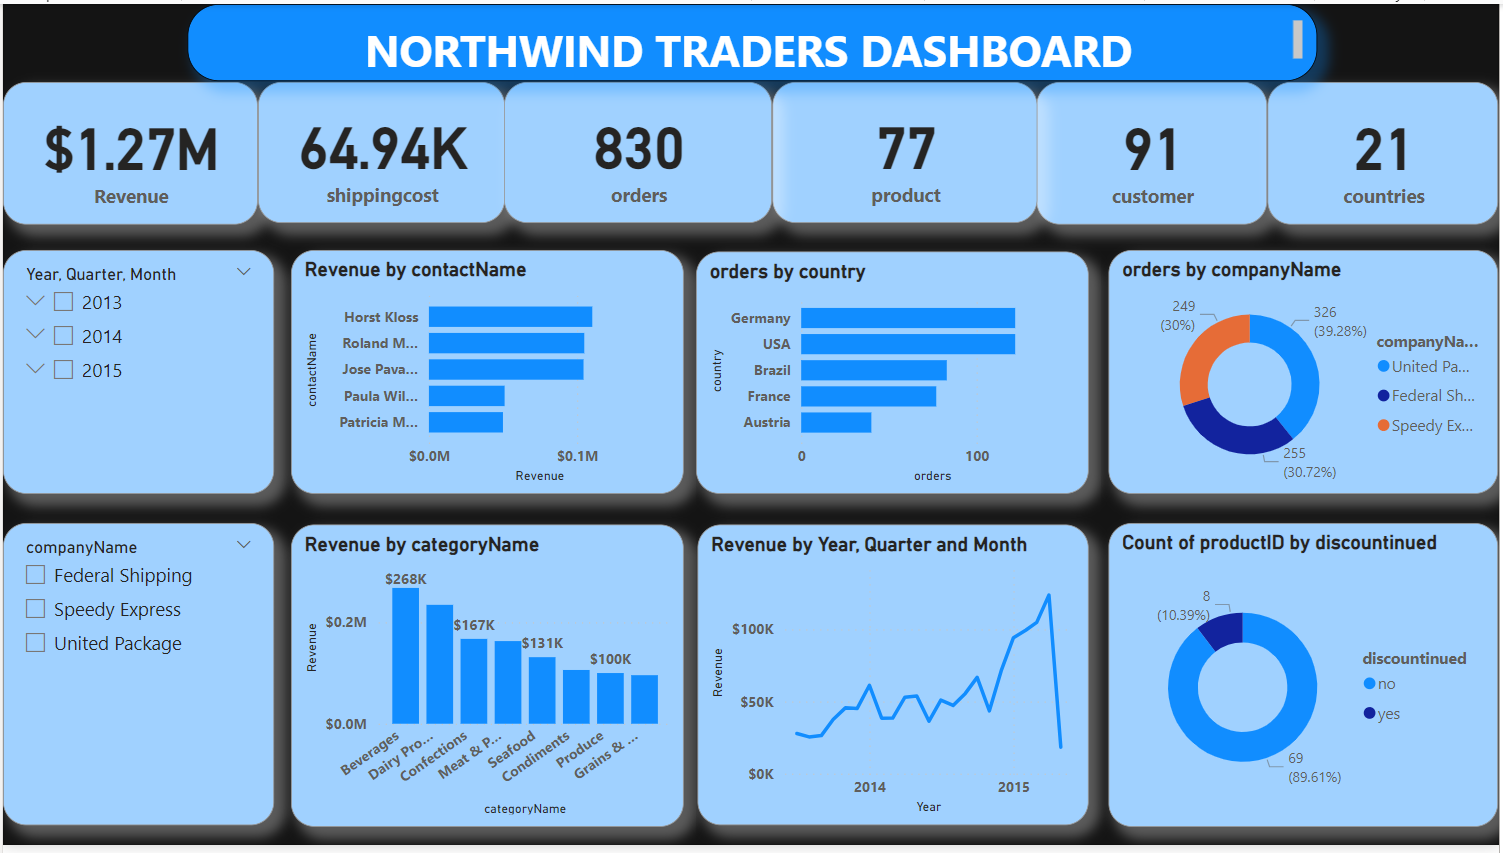 NORTHWIND TRADERS DASHBOARD
$1.27M
Revenue
64.94K
shippingcost
830
orders
77
product
91
customer
21
countries
Year, Quarter, Month
2013
2014
2015
Revenue by contactName
contactName
Horst Kloss
Roland M...
Jose Pava...
Paula Wil...
Patricia M...
$0.0M
$0.1M
Revenue
orders by country
country
Germany
USA
Brazil
France
Austria
0
100
orders
orders by companyName
249
(30%)
326
(39.28%)
255
(30.72%)
companyNa...
United Pa...
Federal Sh...
Speedy Ex...
companyName
Federal Shipping
Speedy Express
United Package
Revenue by categoryName
Revenue
$0.2M
$0.0M
$268K
$167K
$131K
$100K
Beverages
Dairy Pro...
Confections
Meat & P...
Seafood
Condiments
Produce
Grains & ...
categoryName
Revenue by Year, Quarter and Month
Revenue
$100K
$50K
$0K
2014
2015
Year
Count of productID by discountinued
8
(10.39%)
69
(89.61%)
discountinued
no
yes